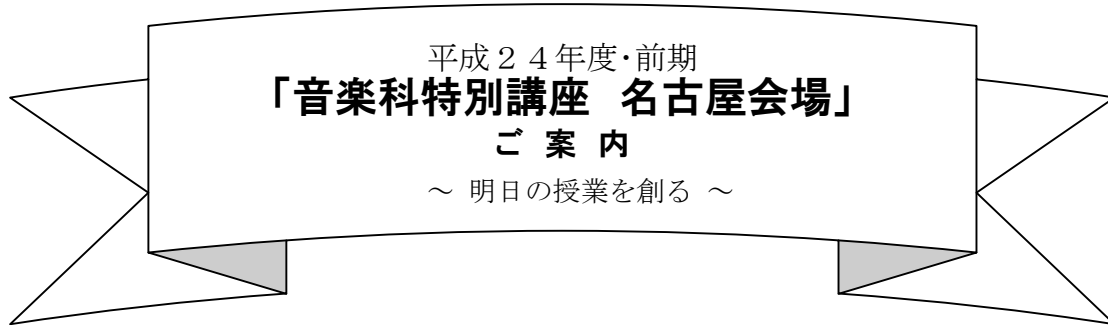 平成２４年度･前期
「音楽科特別講座　名古屋会場」
ご 案 内
～ 明日の授業を創る ～